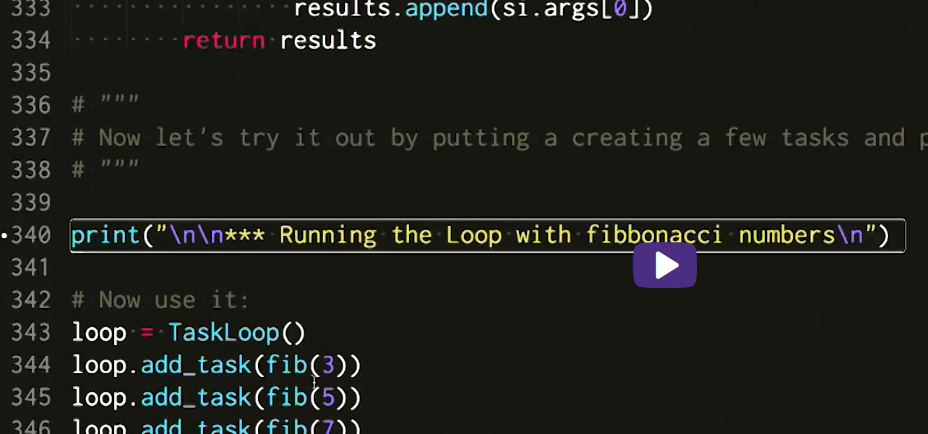 333 results.append(si.args[0])
334 return results
335
336 # """
337 # Now let's try it out by putting a creating a few tasks and p
338 # """
339
340 print("\n\n*** Running the Loop with fibbonacci numbers\n")
341
342 # Now use it:
343 loop = TaskLoop()
344 loop.add_task(fib(3))
345 loop.add_task(fib(5))
346 loop.add_task(fib(7))